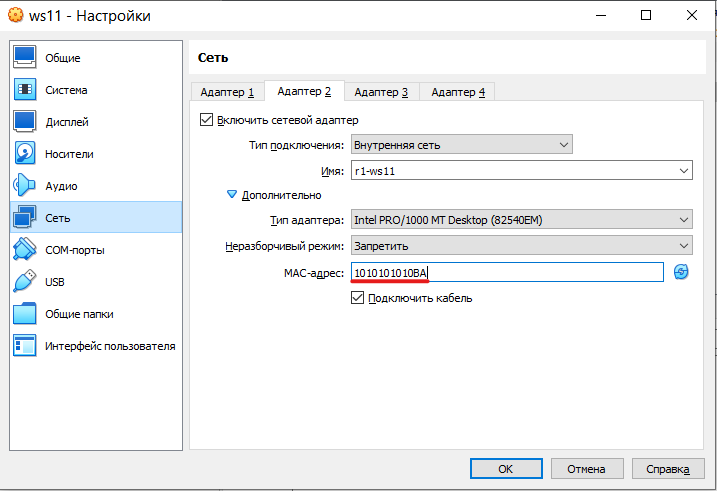 ws11 - Настройки
Общие
Система
Дисплей
Носители
Аудио
Сеть
COM-порты
USB
Общие папки
Интерфейс пользователя
Сеть
Адаптер 1 Адаптер 2 Адаптер 3 Адаптер 4
Включить сетевой адаптер
Тип подключения: Внутренняя сеть
Имя: r1-ws11
Дополнительно
Тип адаптера: Intel PRO/1000 MT Desktop (82540EM)
Неразборчивый режим: Запретить
MAC-адрес: 1010101010BA
Подключить кабель
OK Отмена Справка